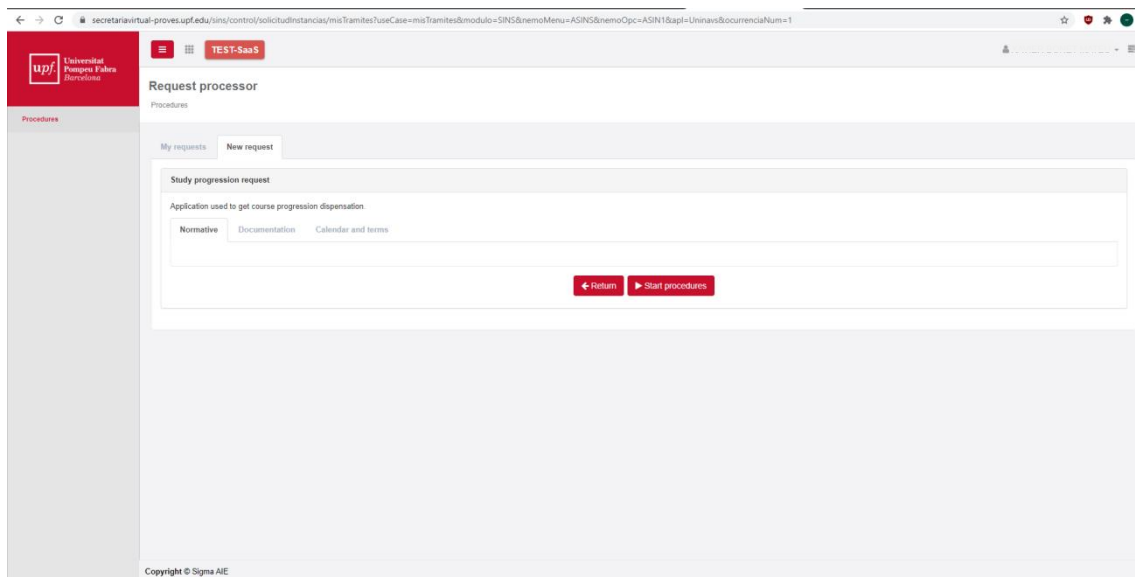 secretariavirtual-proves.upf.edu/sins/control/solicitudInstancias/misTramites?useCase=misTramites&modulo=SINS&nemoMenu=ASINS&nemoOpc=ASIN1&apl=Uninavs&ocurrenciaNum=1
upf.
Universitat
Pompeu Fabra
Barcelona
TEST-SaaS
Request processor
Procedures
Procedures
My requests New request
Study progression request
Application used to get course progression dispensation.
Normative Documentation Calendar and terms
Return Start procedures
Copyright © Sigma AIE